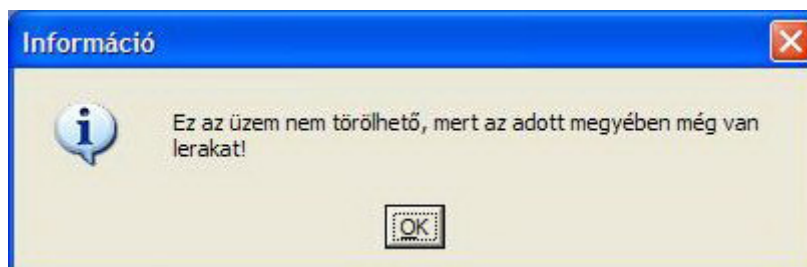 Információ
Ez az üzem nem törölhető, mert az adott megyében még van
lerakat!
OK